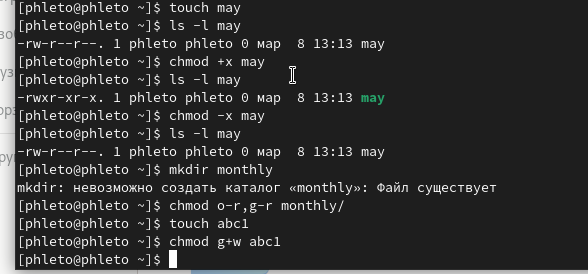 [phleto@phleto ~]$ touch may
[phleto@phleto ~]$ ls -l may
-rw-r--r--. 1 phleto phleto 0 мар  8 13:13 may
[phleto@phleto ~]$ chmod +x may
[phleto@phleto ~]$ ls -l may
-rwxr-xr-x. 1 phleto phleto 0 мар  8 13:13 may
[phleto@phleto ~]$ chmod -x may
[phleto@phleto ~]$ ls -l may
-rw-r--r--. 1 phleto phleto 0 мар  8 13:13 may
[phleto@phleto ~]$ mkdir monthly
mkdir: невозможно создать каталог «monthly»: Файл существует
[phleto@phleto ~]$ chmod o-r,g-r monthly/
[phleto@phleto ~]$ touch abc1
[phleto@phleto ~]$ chmod g+w abc1
[phleto@phleto ~]$